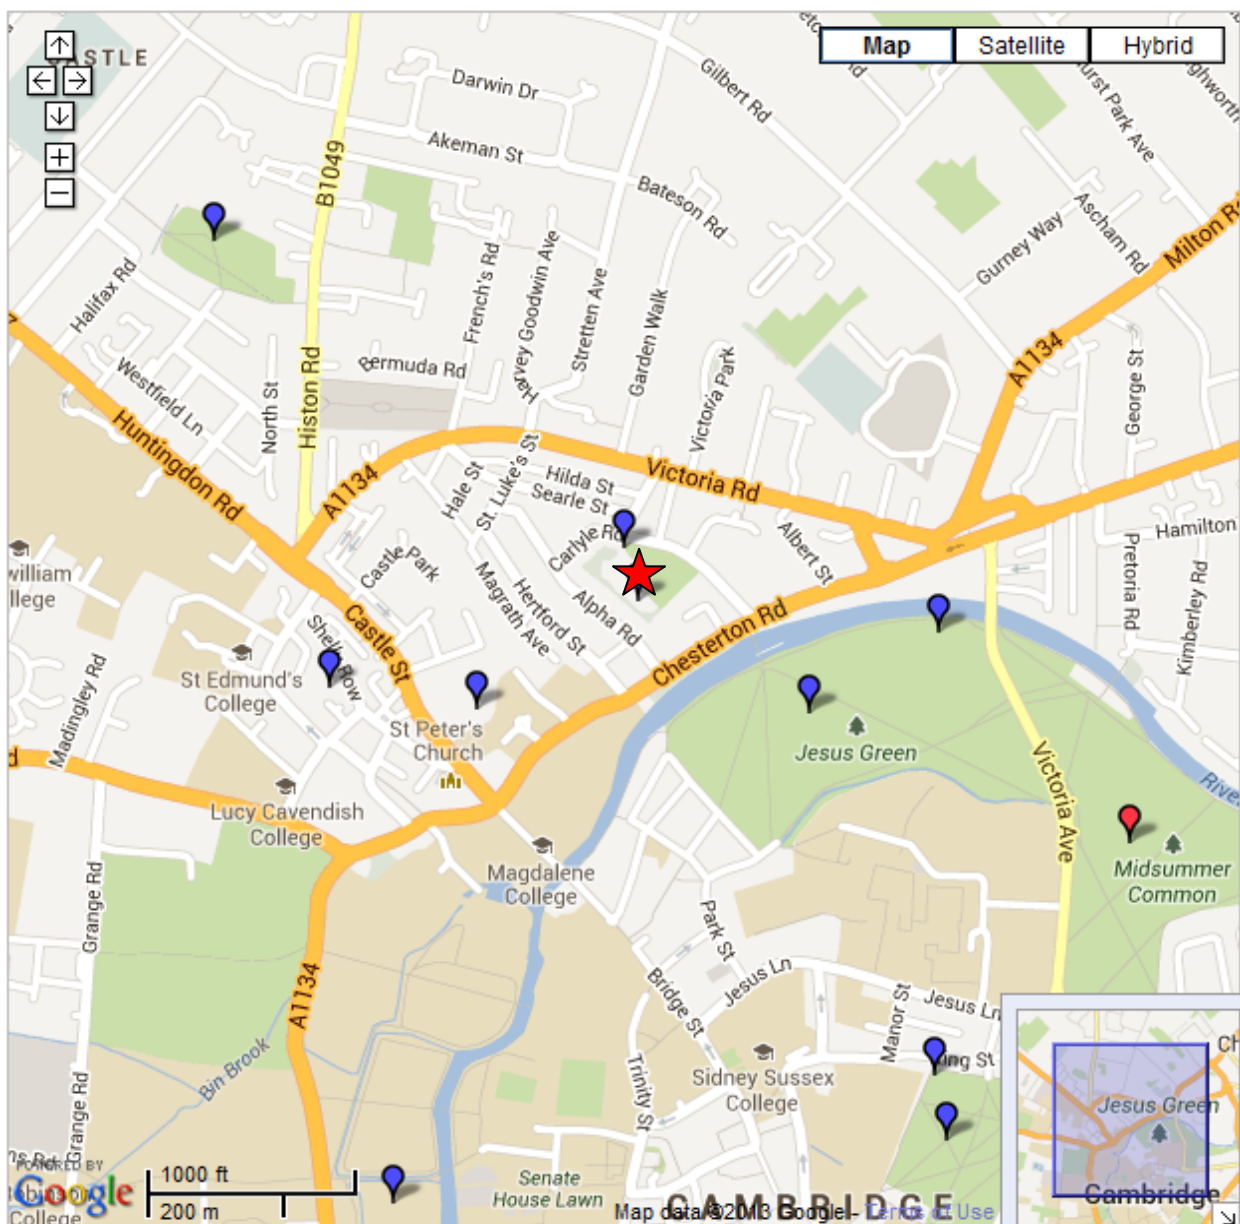 CASTLE
Map
Satellite
Hybrid
Darwin Dr
Gilbert Rd
Akeman St
B1049
Bateson Rd
Ascham Rd
Gurney Way
Milton Rd
Halifax Rd
French's Rd
Harvey Goodwin Ave
Stretten Ave
Garden Walk
Bermuda Rd
Victoria Park
A1134
George St
Westfield Ln
North St
Histon Rd
Huntingdon Rd
A1134
Hale St
St. Luke's St
Hilda St
Searle St
Victoria Rd
Carlyle Rd
Albert St
Hamilton
Castle Park
Magrath Ave
Hertford St
Alpha Rd
Pretoria Rd
Kimberley Rd
Castle St
Chesterton Rd
St Edmund's
College
Madingley Rd
St Peter's
Church
Jesus Green
Victoria Ave
Lucy Cavendish
College
Magdalene
College
Midsummer
Common
Grange Rd
Park St
Jesus Ln
Bridge St
Manor St
Jesus Ln
A1134
Bin Brook
Trinity St
Sidney Sussex
College
Grange Rd
Jesus Green
Cambridge
POWERED BY
Google
1000 ft
200 m
Senate
House Lawn
CAMBRIDGE
Map data ©2013 Google - Terms of Use